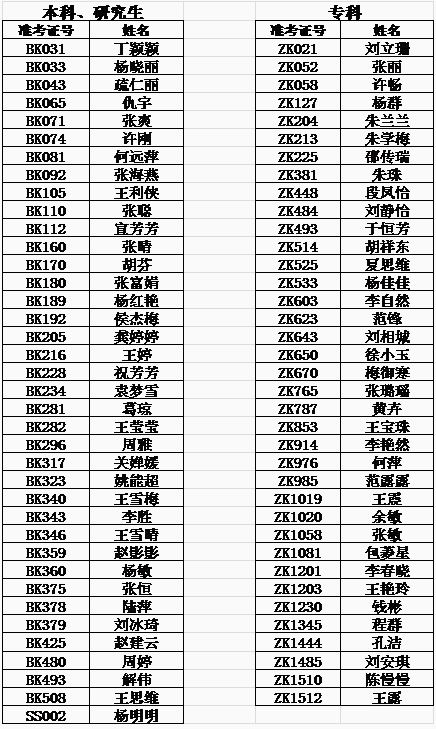 本科、研究生 专科
准考证号 姓名 准考证号 姓名
BK031 丁颖颖 ZK021 刘立珊
BK033 杨晓丽 ZK052 张丽
BK043 疏仁丽 ZK058 许畅
BK065 仇宇 ZK127 杨群
BK071 张爽 ZK204 朱兰兰
BK074 许刚 ZK213 朱学梅
BK081 何远萍 ZK225 邵传瑞
BK092 张海燕 ZK381 朱珠
BK105 王利侠 ZK448 段凤怡
BK110 张聪 ZK484 刘静怡
BK112 宣芳芳 ZK493 于恒芳
BK160 张晴 ZK514 胡祥东
BK170 胡芬 ZK525 夏思维
BK180 张富娟 ZK533 杨佳佳
BK189 杨红艳 ZK603 李自然
BK192 侯杰梅 ZK623 范锋
BK205 龚婷婷 ZK643 刘相城
BK216 王婷 ZK650 徐小玉
BK228 祝芳芳 ZK670 梅御寒
BK234 袁梦雪 ZK765 张璐瑶
BK281 葛琼 ZK787 黄卉
BK282 王莹莹 ZK853 王宝珠
BK296 周雅 ZK914 李艳然
BK317 关婵媛 ZK976 何萍
BK323 姚能超 ZK985 范露露
BK340 王雪梅 ZK1019 王霞
BK343 李胜 ZK1020 余敏
BK346 王雪晴 ZK1058 张敏
BK359 赵影影 ZK1081 包菱星
BK360 杨敏 ZK1201 李春晓
BK375 张恒 ZK1203 王艳玲
BK378 陆萍 ZK1230 钱彬
BK379 刘冰琦 ZK1345 程群
BK425 赵建云 ZK1444 孔洁
BK480 周婷 ZK1485 刘安琪
BK493 解伟 ZK1510 陈慢慢
BK508 王思维 ZK1512 王露
SS002 杨明明